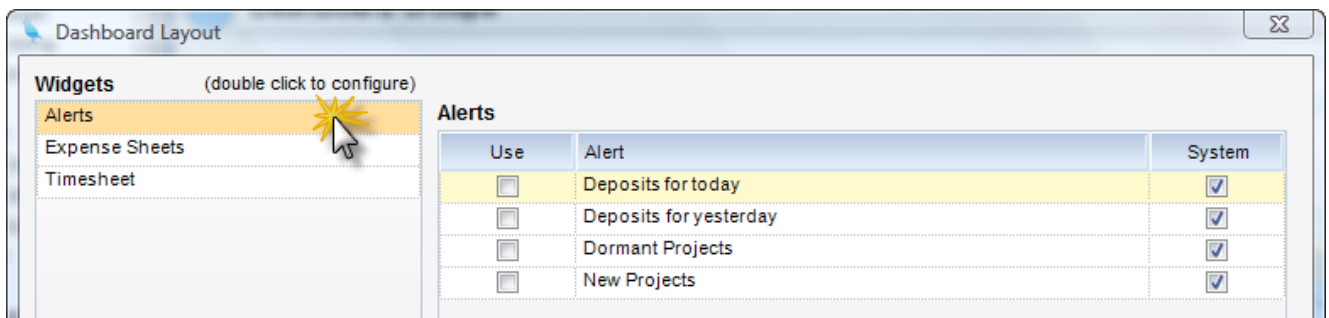 Dashboard Layout
Widgets (double click to configure)
Alerts
Expense Sheets
Timesheet
Alerts
Use Alert System
Deposits for today
Deposits for yesterday
Dormant Projects
New Projects